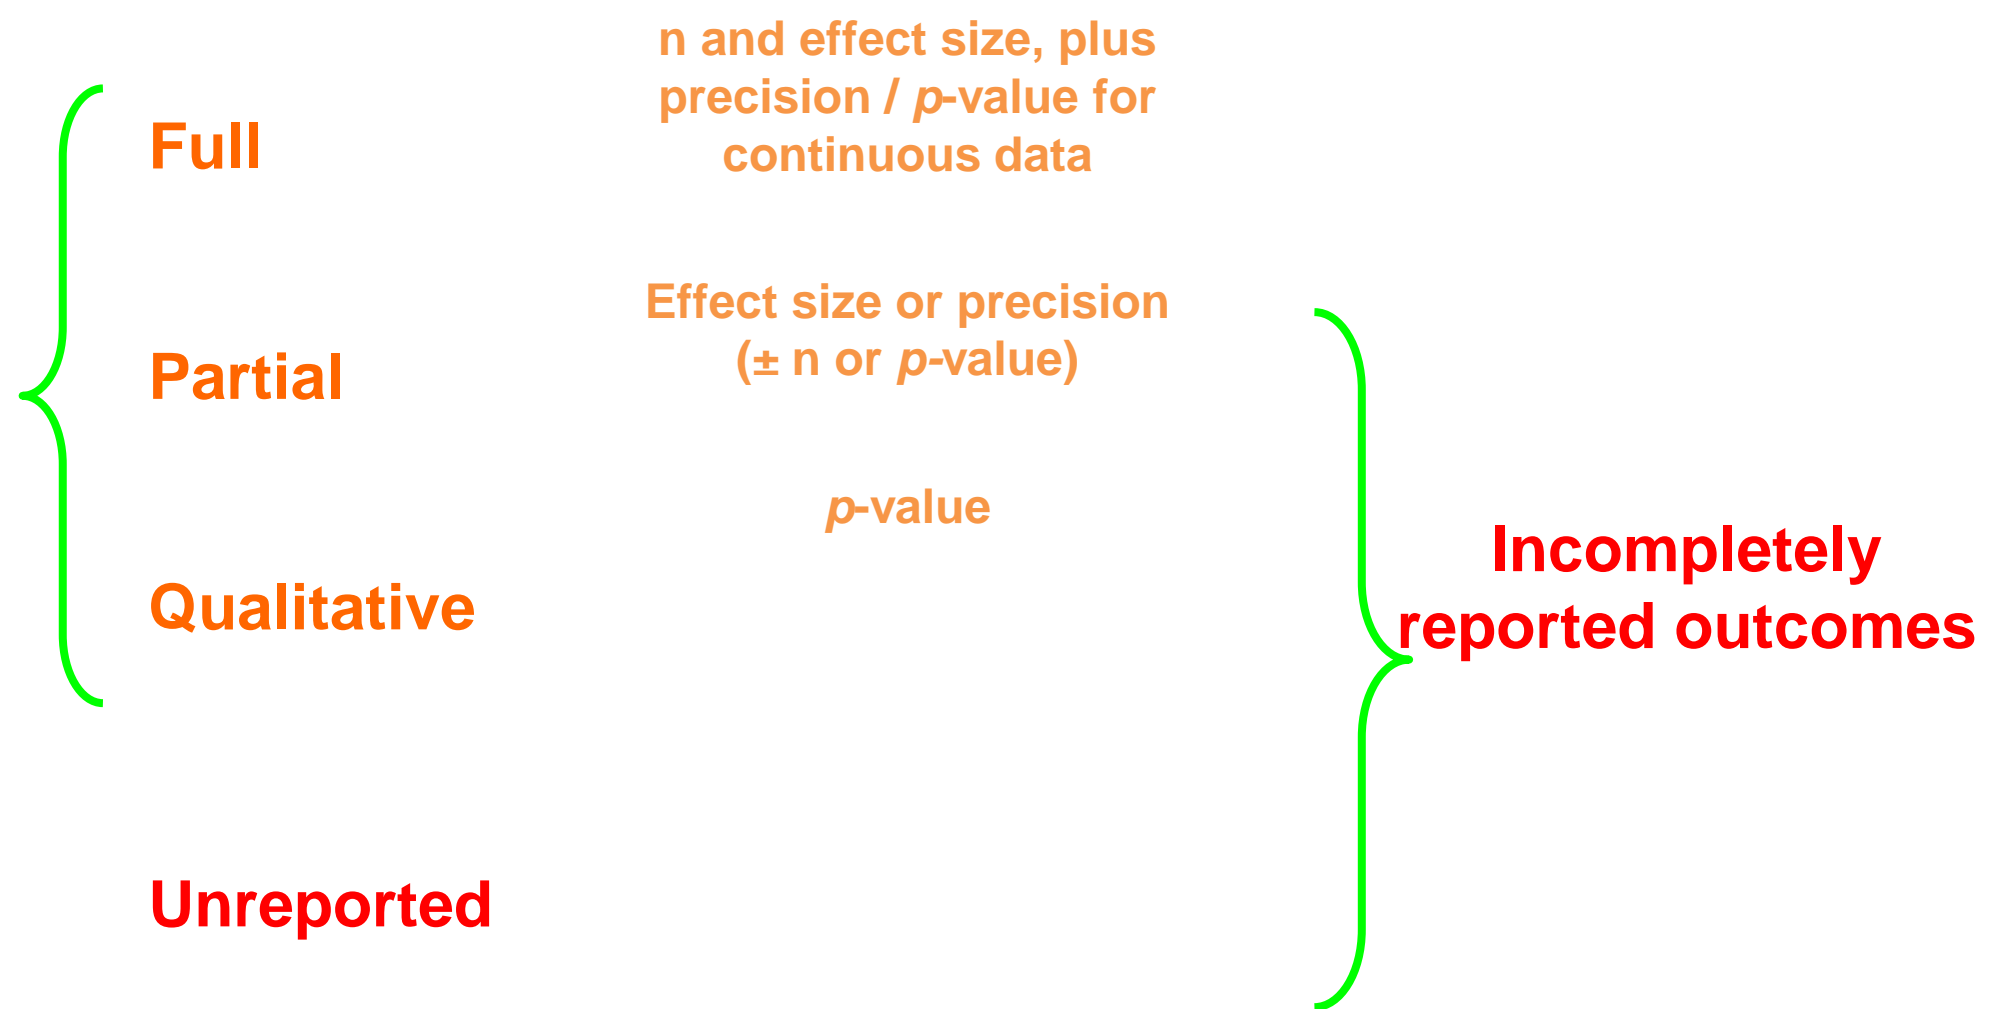 n and effect size, plus
precision / p-value for
continuous data
Full
Effect size or precision
(± n or p-value)
Partial
p-value
Qualitative
Incompletely
reported outcomes
Unreported